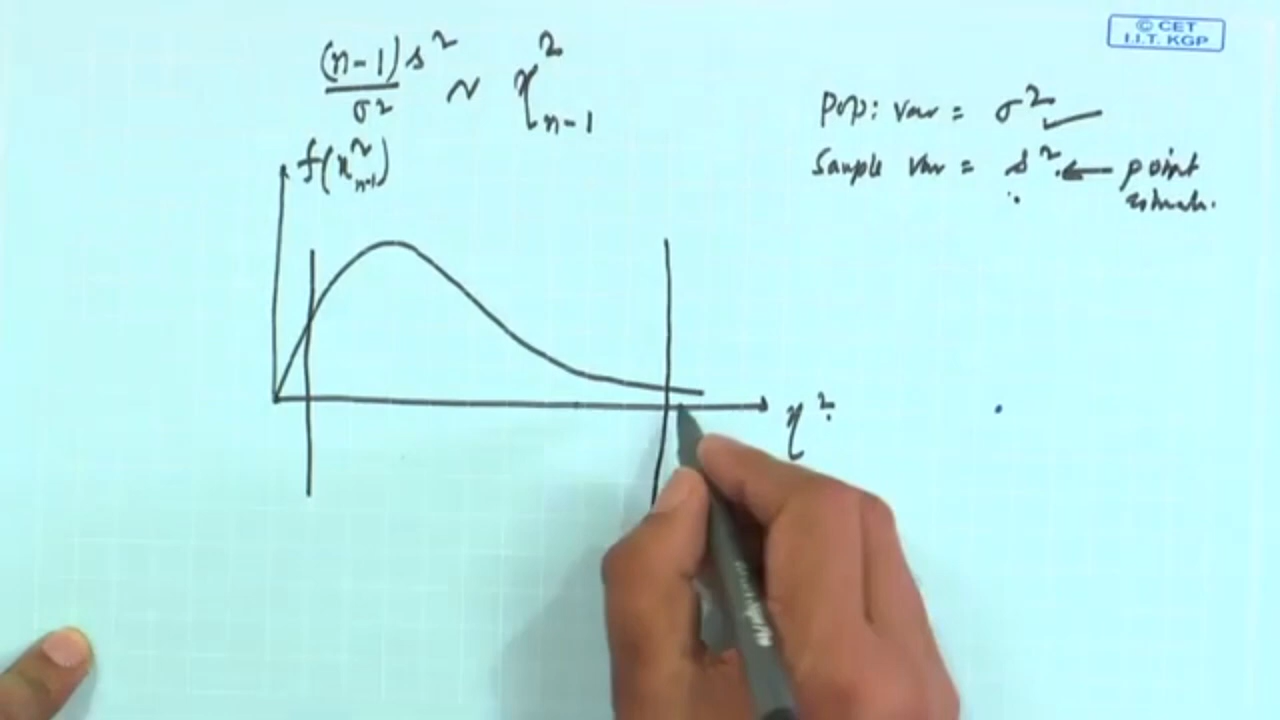 © CET
I.I.T. KGP
(n-1)s²/σ² ~ χ²ₙ₋₁
Pop: var = σ²
Sample var = s² ← point
f(χ²ₙ₋₁)
χ²